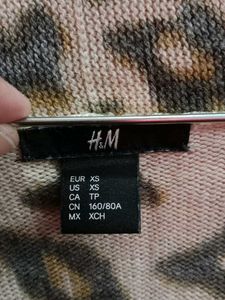 H&M
EUR XS
US XS
CA TP
CN 160/80A
MX XCH